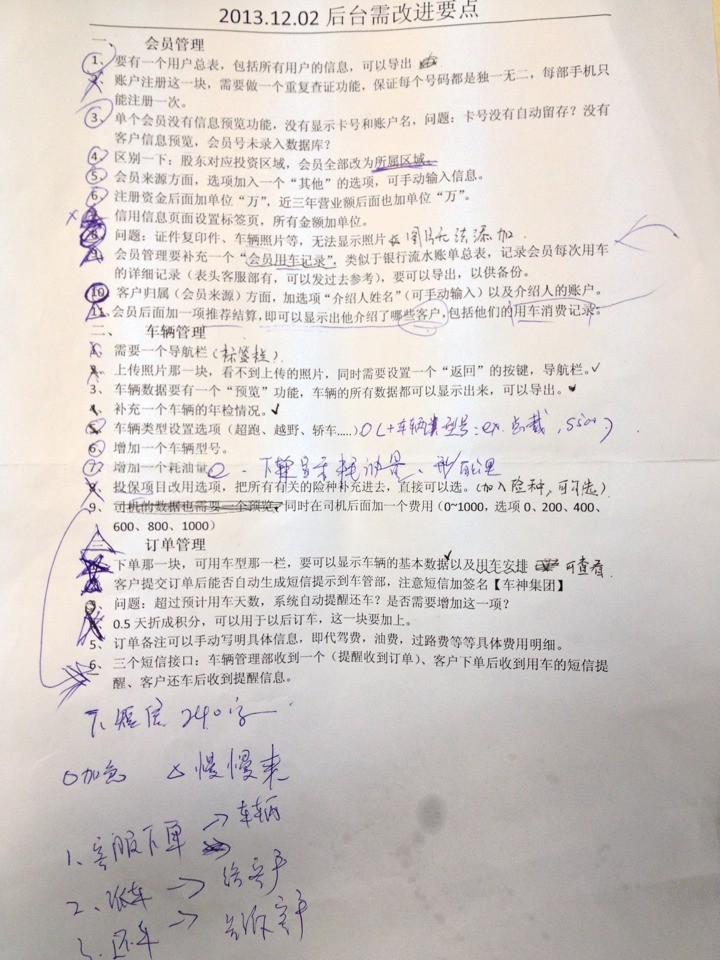 2013.12.02 后台需改进要点
一、 会员管理
1、 要有一个用户总表，包括所有用户的信息，可以导出
2、 账户注册这一块，需要做一个重复查证功能，保证每个号码都是独一无二，每部手机只
能注册一次。
3、 单个会员没有信息预览功能，没有显示卡号和账户名，问题：卡号没有自动留存？没有
客户信息预览，会员号未录入数据库？
4、 区别一下：股东对应投资区域，会员全部改为所属区域。
5、 会员来源方面，选项加入一个“其他”的选项，可手动输入信息。
6、 注册资金后面加单位“万”，近三年营业额后面也加单位“万”。
7、 信用信息页面设置标签页，所有金额加单位。
8、 问题：证件复印件、车辆照片等，无法显示照片 图片无法添加
9、 会员管理要补充一个“会员用车记录”，类似于银行流水账单总表，记录会员每次用车
的详细记录（表头客服部有，可以发过去参考），要可以导出，以供备份。
10、 客户归属（会员来源）方面，加选项“介绍人姓名”（可手动输入）以及介绍人的账户。
11、会员后面加一项推荐结算，即可以显示出他介绍了哪些客户，包括他们的用车消费记录。
二、 车辆管理
1、 需要一个导航栏（标签栏）
2、 上传照片那一块，看不到上传的照片，同时需要设置一个“返回”的按键，导航栏。√
3、 车辆数据要有一个“预览”功能，车辆的所有数据都可以显示出来，可以导出。
4、 补充一个车辆的年检情况。√
5、 车辆类型设置选项（超跑、越野、轿车.....）
6、 增加一个车辆型号。
7、 增加一个耗油量
8、 投保项目改用选项，把所有有关的险种补充进去，直接可以选。（加入险种，可勾选）
9、 司机的数据也需要一个预览，同时在司机后面加一个费用（0~1000，选项 0、200、400、
600、800、1000）
三、 订单管理
1、 下单那一块，可用车型那一栏，要可以显示车辆的基本数据以及用车安排 可查看
2、 客户提交订单后能否自动生成短信提示到车管部，注意短信加签名【车神集团】
3、 问题：超过预计用车天数，系统自动提醒还车？是否需要增加这一项？
4、 0.5 天折成积分，可以用于以后订车，这一块要加上。
5、 订单备注可以手动写明具体信息，即代驾费，油费，过路费等等具体费用明细。
6、 三个短信接口：车辆管理部收到一个（提醒收到订单）、客户下单后收到用车的短信提
醒、客户还车后收到提醒信息。
7、短信 240字
○加急 △慢慢来
1、客服下单 → 车辆
2、派车 → 给客户
3、还车 → 客户